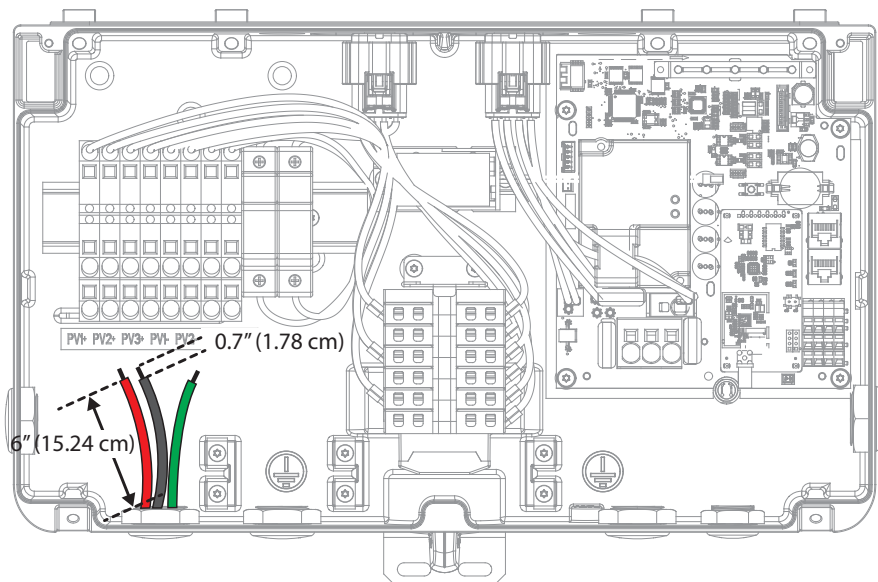 PV1+ PV2+ PV3+ PV1- PV2-
0.7” (1.78 cm)
6” (15.24 cm)